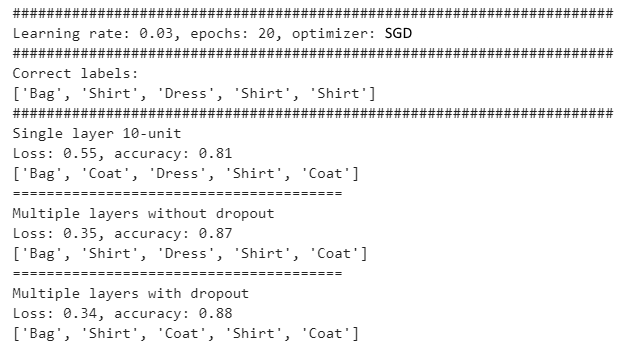 ########################################################################
Learning rate: 0.03, epochs: 20, optimizer: SGD
########################################################################
Correct labels:
['Bag', 'Shirt', 'Dress', 'Shirt', 'Shirt']
########################################################################
Single layer 10-unit
Loss: 0.55, accuracy: 0.81
['Bag', 'Coat', 'Dress', 'Shirt', 'Coat']
=======================================
Multiple layers without dropout
Loss: 0.35, accuracy: 0.87
['Bag', 'Shirt', 'Dress', 'Shirt', 'Coat']
=======================================
Multiple layers with dropout
Loss: 0.34, accuracy: 0.88
['Bag', 'Shirt', 'Coat', 'Shirt', 'Coat']